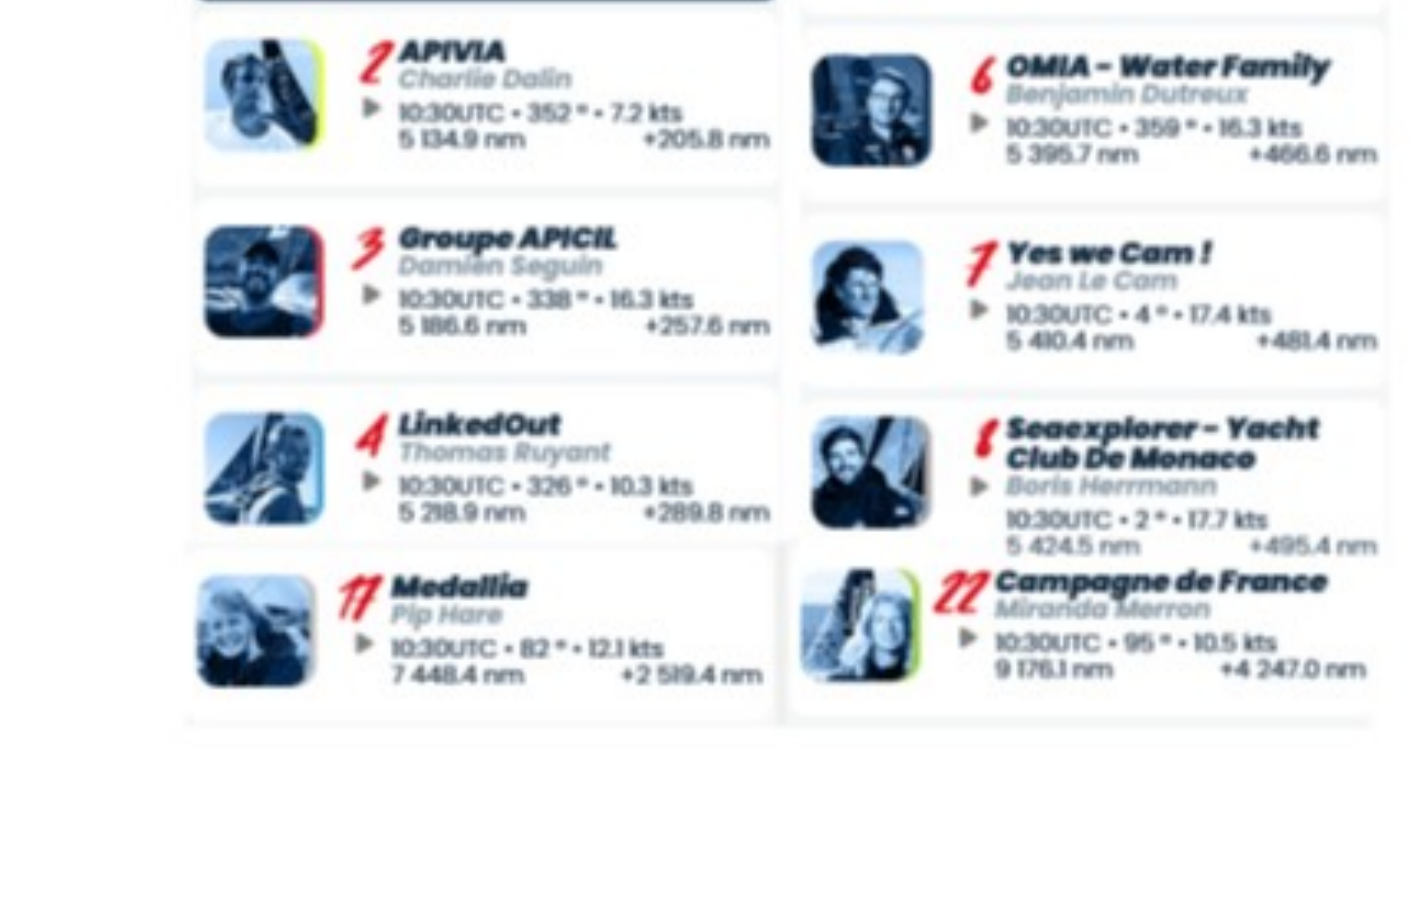 2 APIVIA
Charlie Dalin
10:30UTC • 352 ° • 7.2 kts
5 134.9 nm +205.8 nm
3 Groupe APICIL
Damien Seguin
10:30UTC • 338 ° • 16.3 kts
5 186.6 nm +257.6 nm
4 LinkedOut
Thomas Ruyant
10:30UTC • 326 ° • 10.3 kts
5 218.9 nm +289.8 nm
17 Medallia
Pip Hare
10:30UTC • 82 ° • 12.1 kts
7 448.4 nm +2 519.4 nm
6 OMIA - Water Family
Benjamin Dutreux
10:30UTC • 359 ° • 16.3 kts
5 395.7 nm +466.6 nm
7 Yes we Cam !
Jean Le Cam
10:30UTC • 4 ° • 17.4 kts
5 410.4 nm +481.4 nm
8 Seaexplorer - Yacht
Club De Monaco
Boris Herrmann
10:30UTC • 2 ° • 17.7 kts
5 424.5 nm +495.4 nm
22 Campagne de France
Miranda Merron
10:30UTC • 95 ° • 10.5 kts
9 176.1 nm +4 247.0 nm